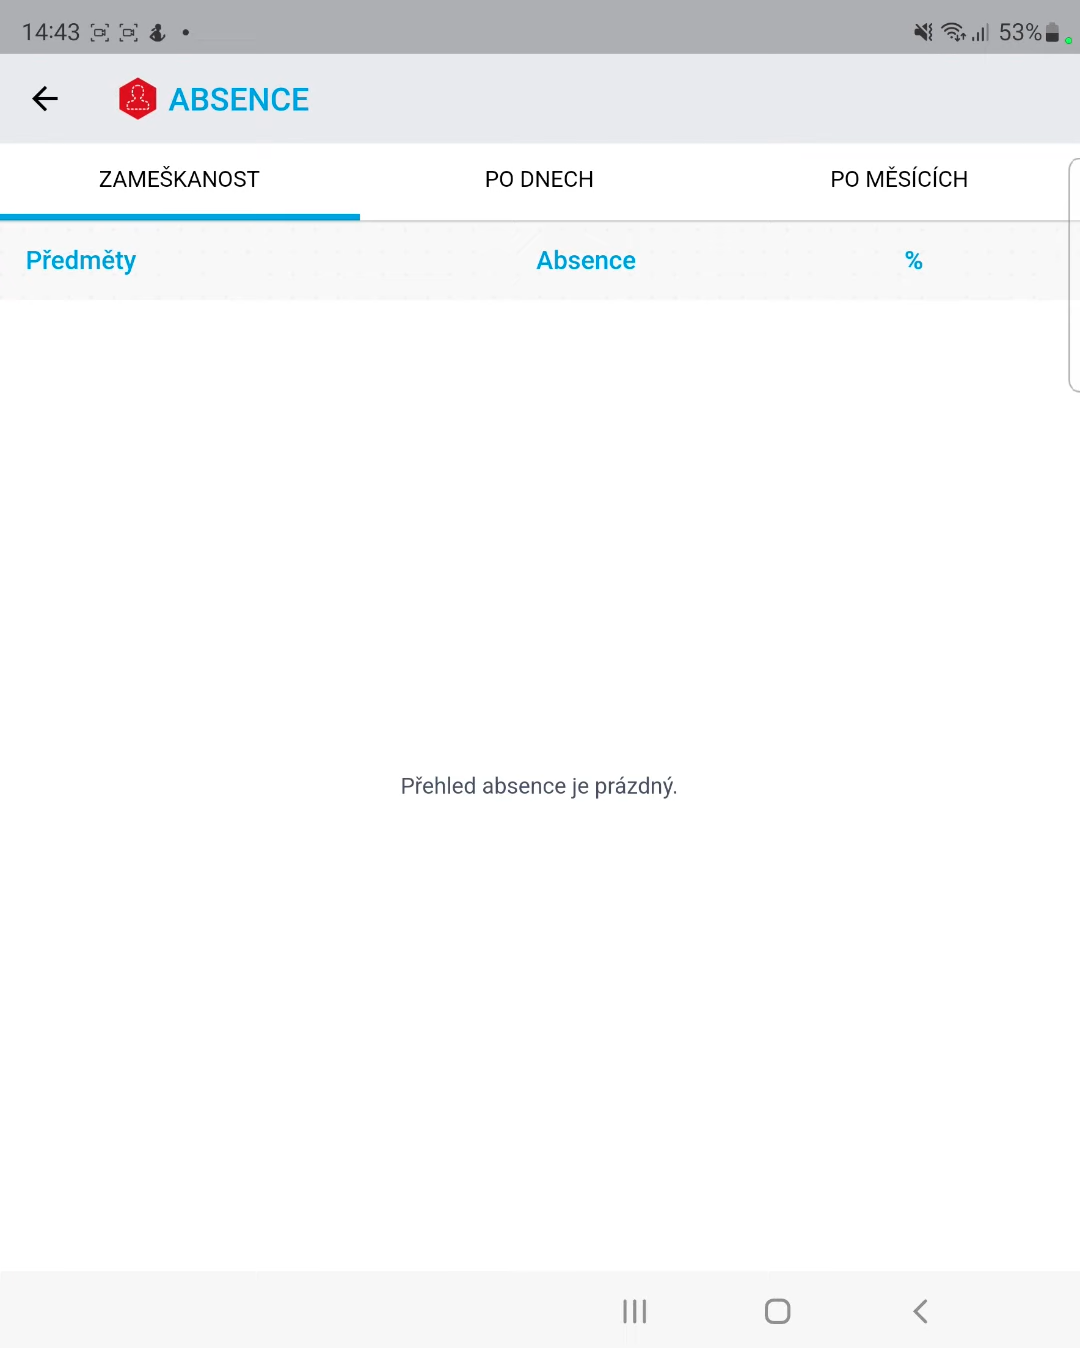 14:43
53%
ABSENCE
ZAMEŠKANOST
PO DNECH
PO MĚSÍCÍCH
Předměty
Absence
%
Přehled absence je prázdný.